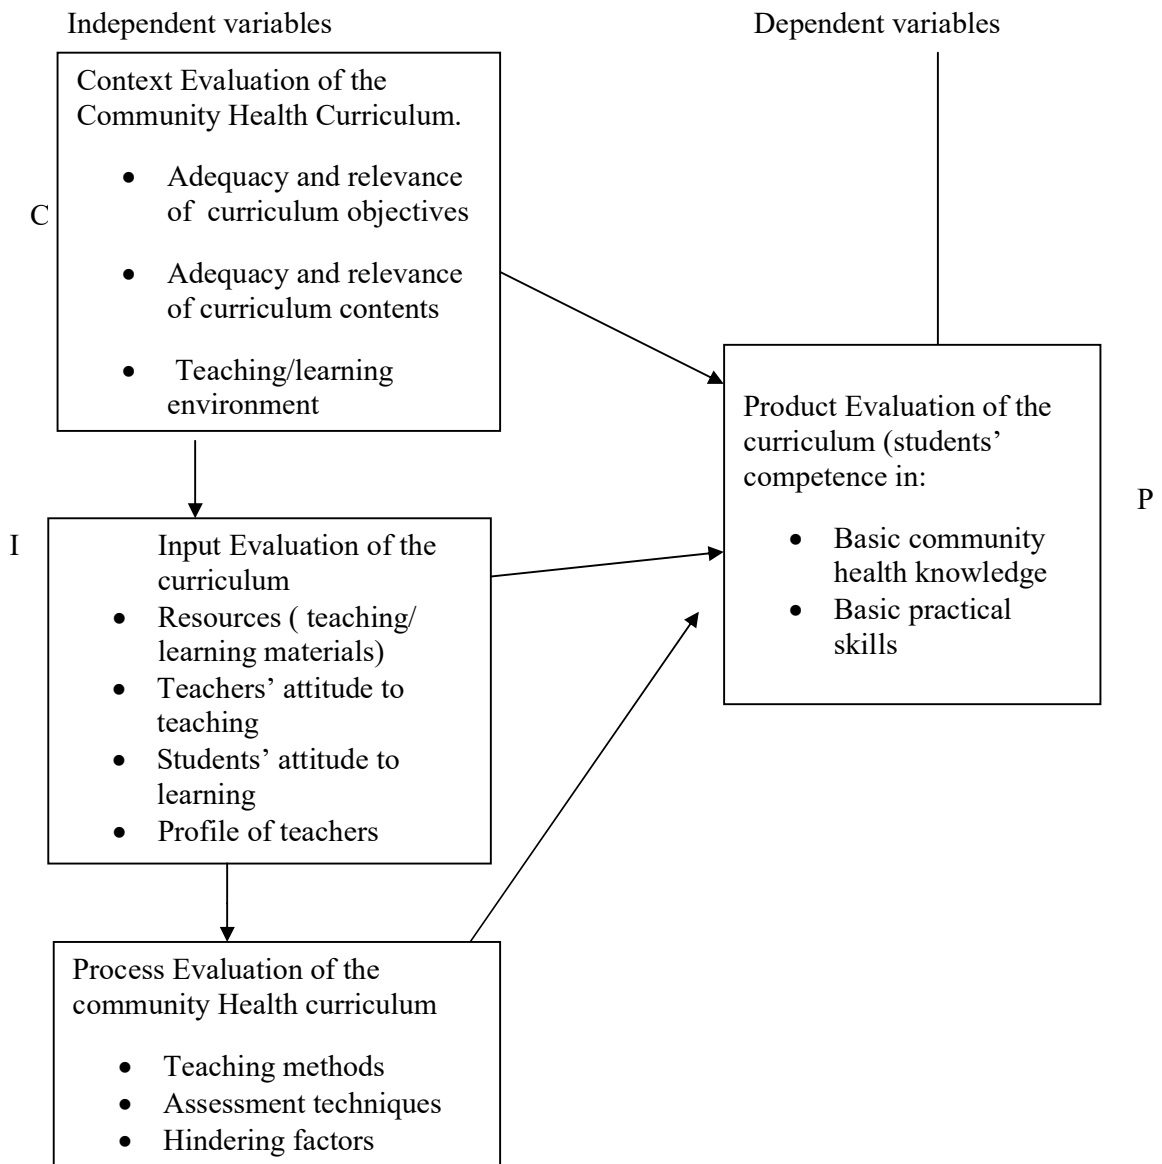 Independent variables
Dependent variables
Context Evaluation of the
Community Health Curriculum.
• Adequacy and relevance
of curriculum objectives
C
• Adequacy and relevance
of curriculum contents
• Teaching/learning
environment
Product Evaluation of the
curriculum (students’
competence in:
• Basic community
health knowledge
• Basic practical
skills
P
I
Input Evaluation of the
curriculum
• Resources ( teaching/
learning materials)
• Teachers’ attitude to
teaching
• Students’ attitude to
learning
• Profile of teachers
Process Evaluation of the
community Health curriculum
• Teaching methods
• Assessment techniques
• Hindering factors